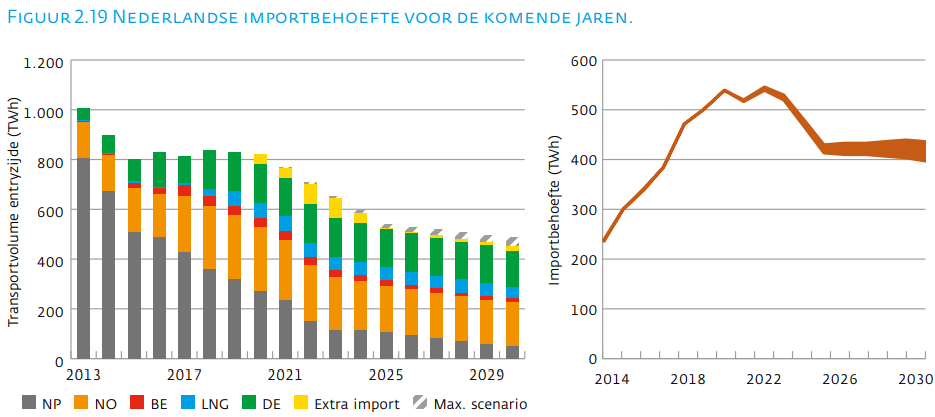 FIGUUR 2.19 NEDERLANDSE IMPORTBEHOEFTE VOOR DE KOMENDE JAREN.
Transportvolume entryzijde (TWh)
1.200
1.000
800
600
400
200
0
2013 2017 2021 2025 2029
NP NO BE LNG DE Extra import Max. scenario
Importbehoefte (TWh)
600
500
400
300
200
100
0
2014 2018 2022 2026 2030